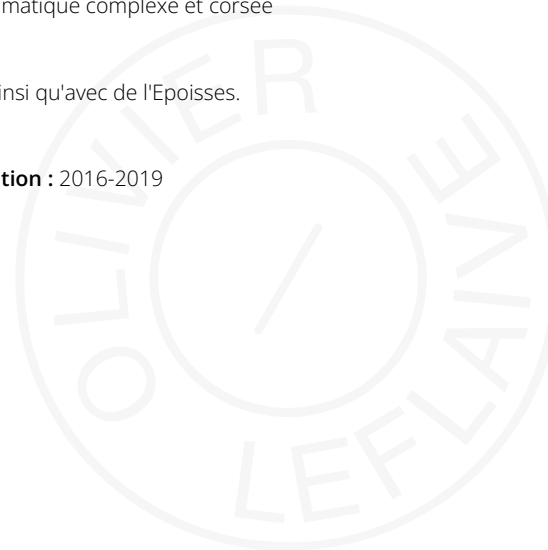 matique complexe et corsée
insi qu'avec de l'Epoisses.
tion : 2016-2019
OLIVIER LEFLAIVE